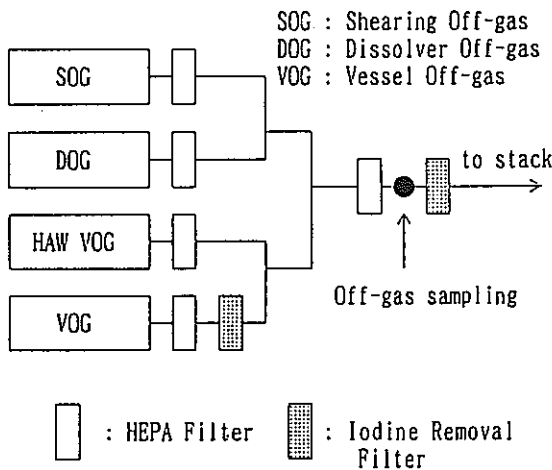 SOG : Shearing Off-gas
DOG : Dissolver Off-gas
VOG : Vessel Off-gas
SOG
DOG
HAW VOG
VOG
to stack
Off-gas sampling
: HEPA Filter
: Iodine Removal
Filter